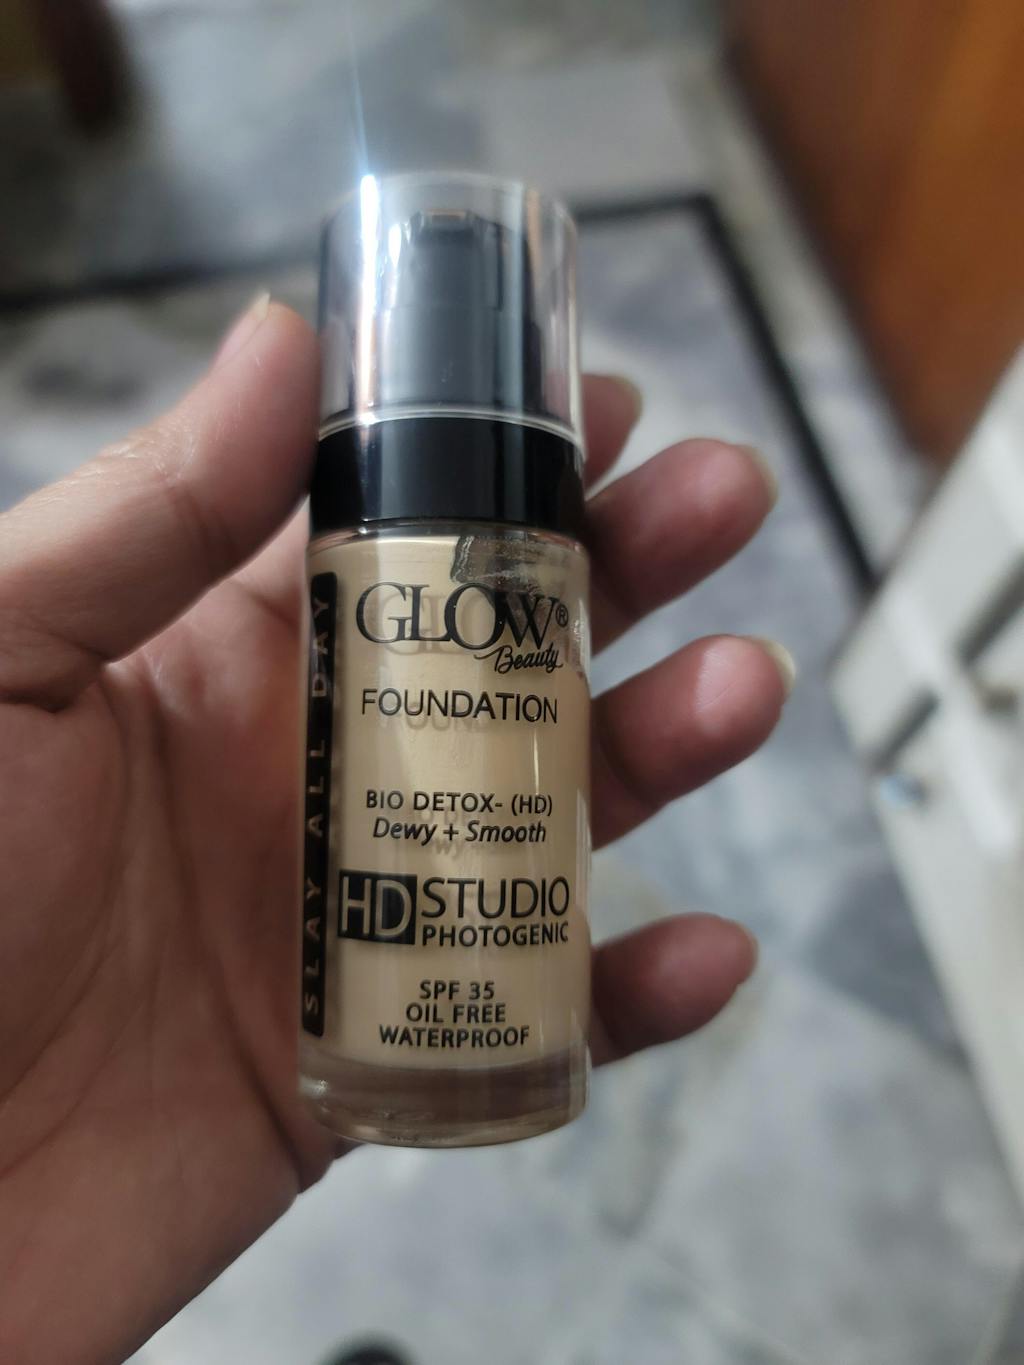 GLOW®
Beauty
FOUNDATION
BIO DETOX- (HD)
Dewy + Smooth
HD STUDIO
PHOTOGENIC
SPF 35
OIL FREE
WATERPROOF
SLAY ALL DAY